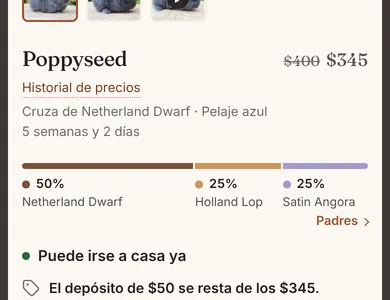 Poppyseed $400 $345
Historial de precios
Cruza de Netherland Dwarf · Pelaje azul
5 semanas y 2 días
50% 25% 25%
Netherland Dwarf Holland Lop Satin Angora
Padres >
Puede irse a casa ya
El depósito de $50 se resta de los $345.